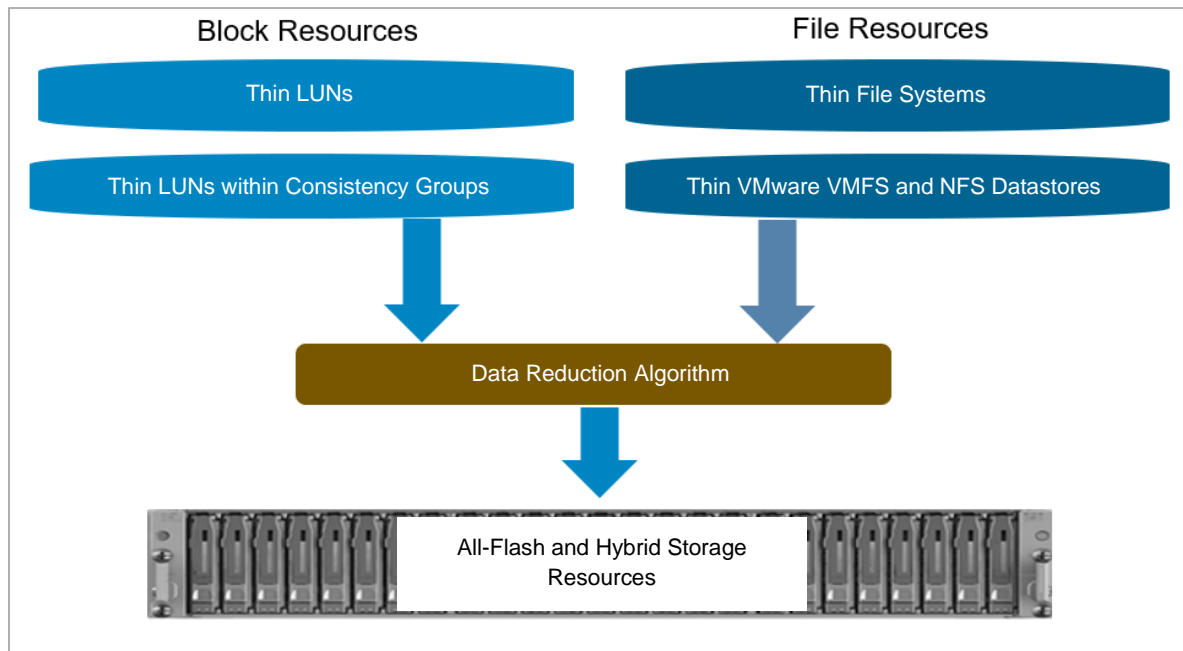 Block Resources
File Resources
Thin LUNs
Thin File Systems
Thin LUNs within Consistency Groups
Thin VMware VMFS and NFS Datastores
Data Reduction Algorithm
All-Flash and Hybrid Storage
Resources